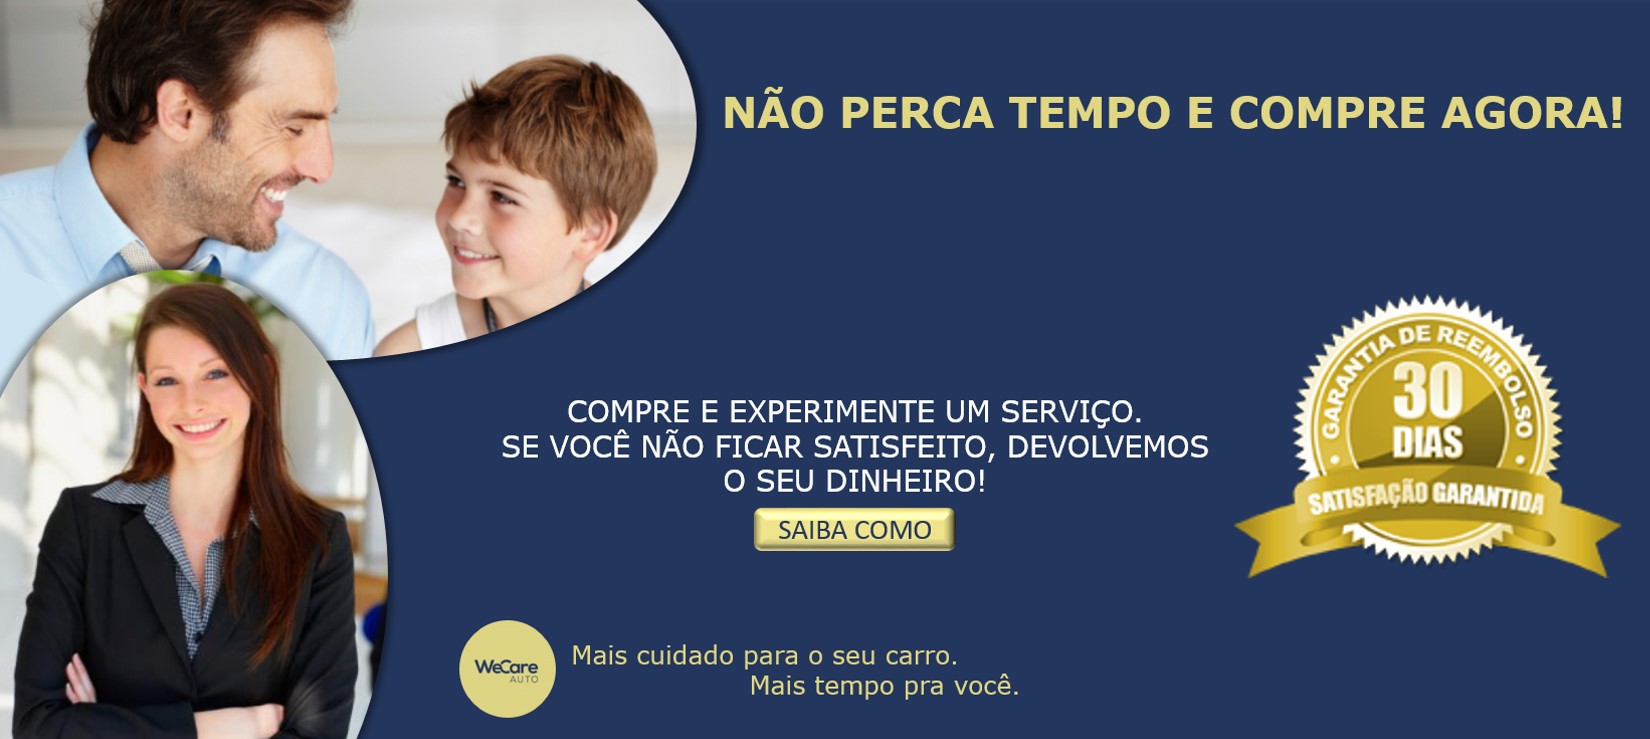 NÃO PERCA TEMPO E COMPRE AGORA!
GARANTIA DE REEMBOLSO
30
DIAS
SATISFAÇÃO GARANTIDA
COMPRE E EXPERIMENTE UM SERVIÇO.
SE VOCÊ NÃO FICAR SATISFEITO, DEVOLVEMOS
O SEU DINHEIRO!
SAIBA COMO
WeCare
AUTO
Mais cuidado para o seu carro.
Mais tempo pra você.